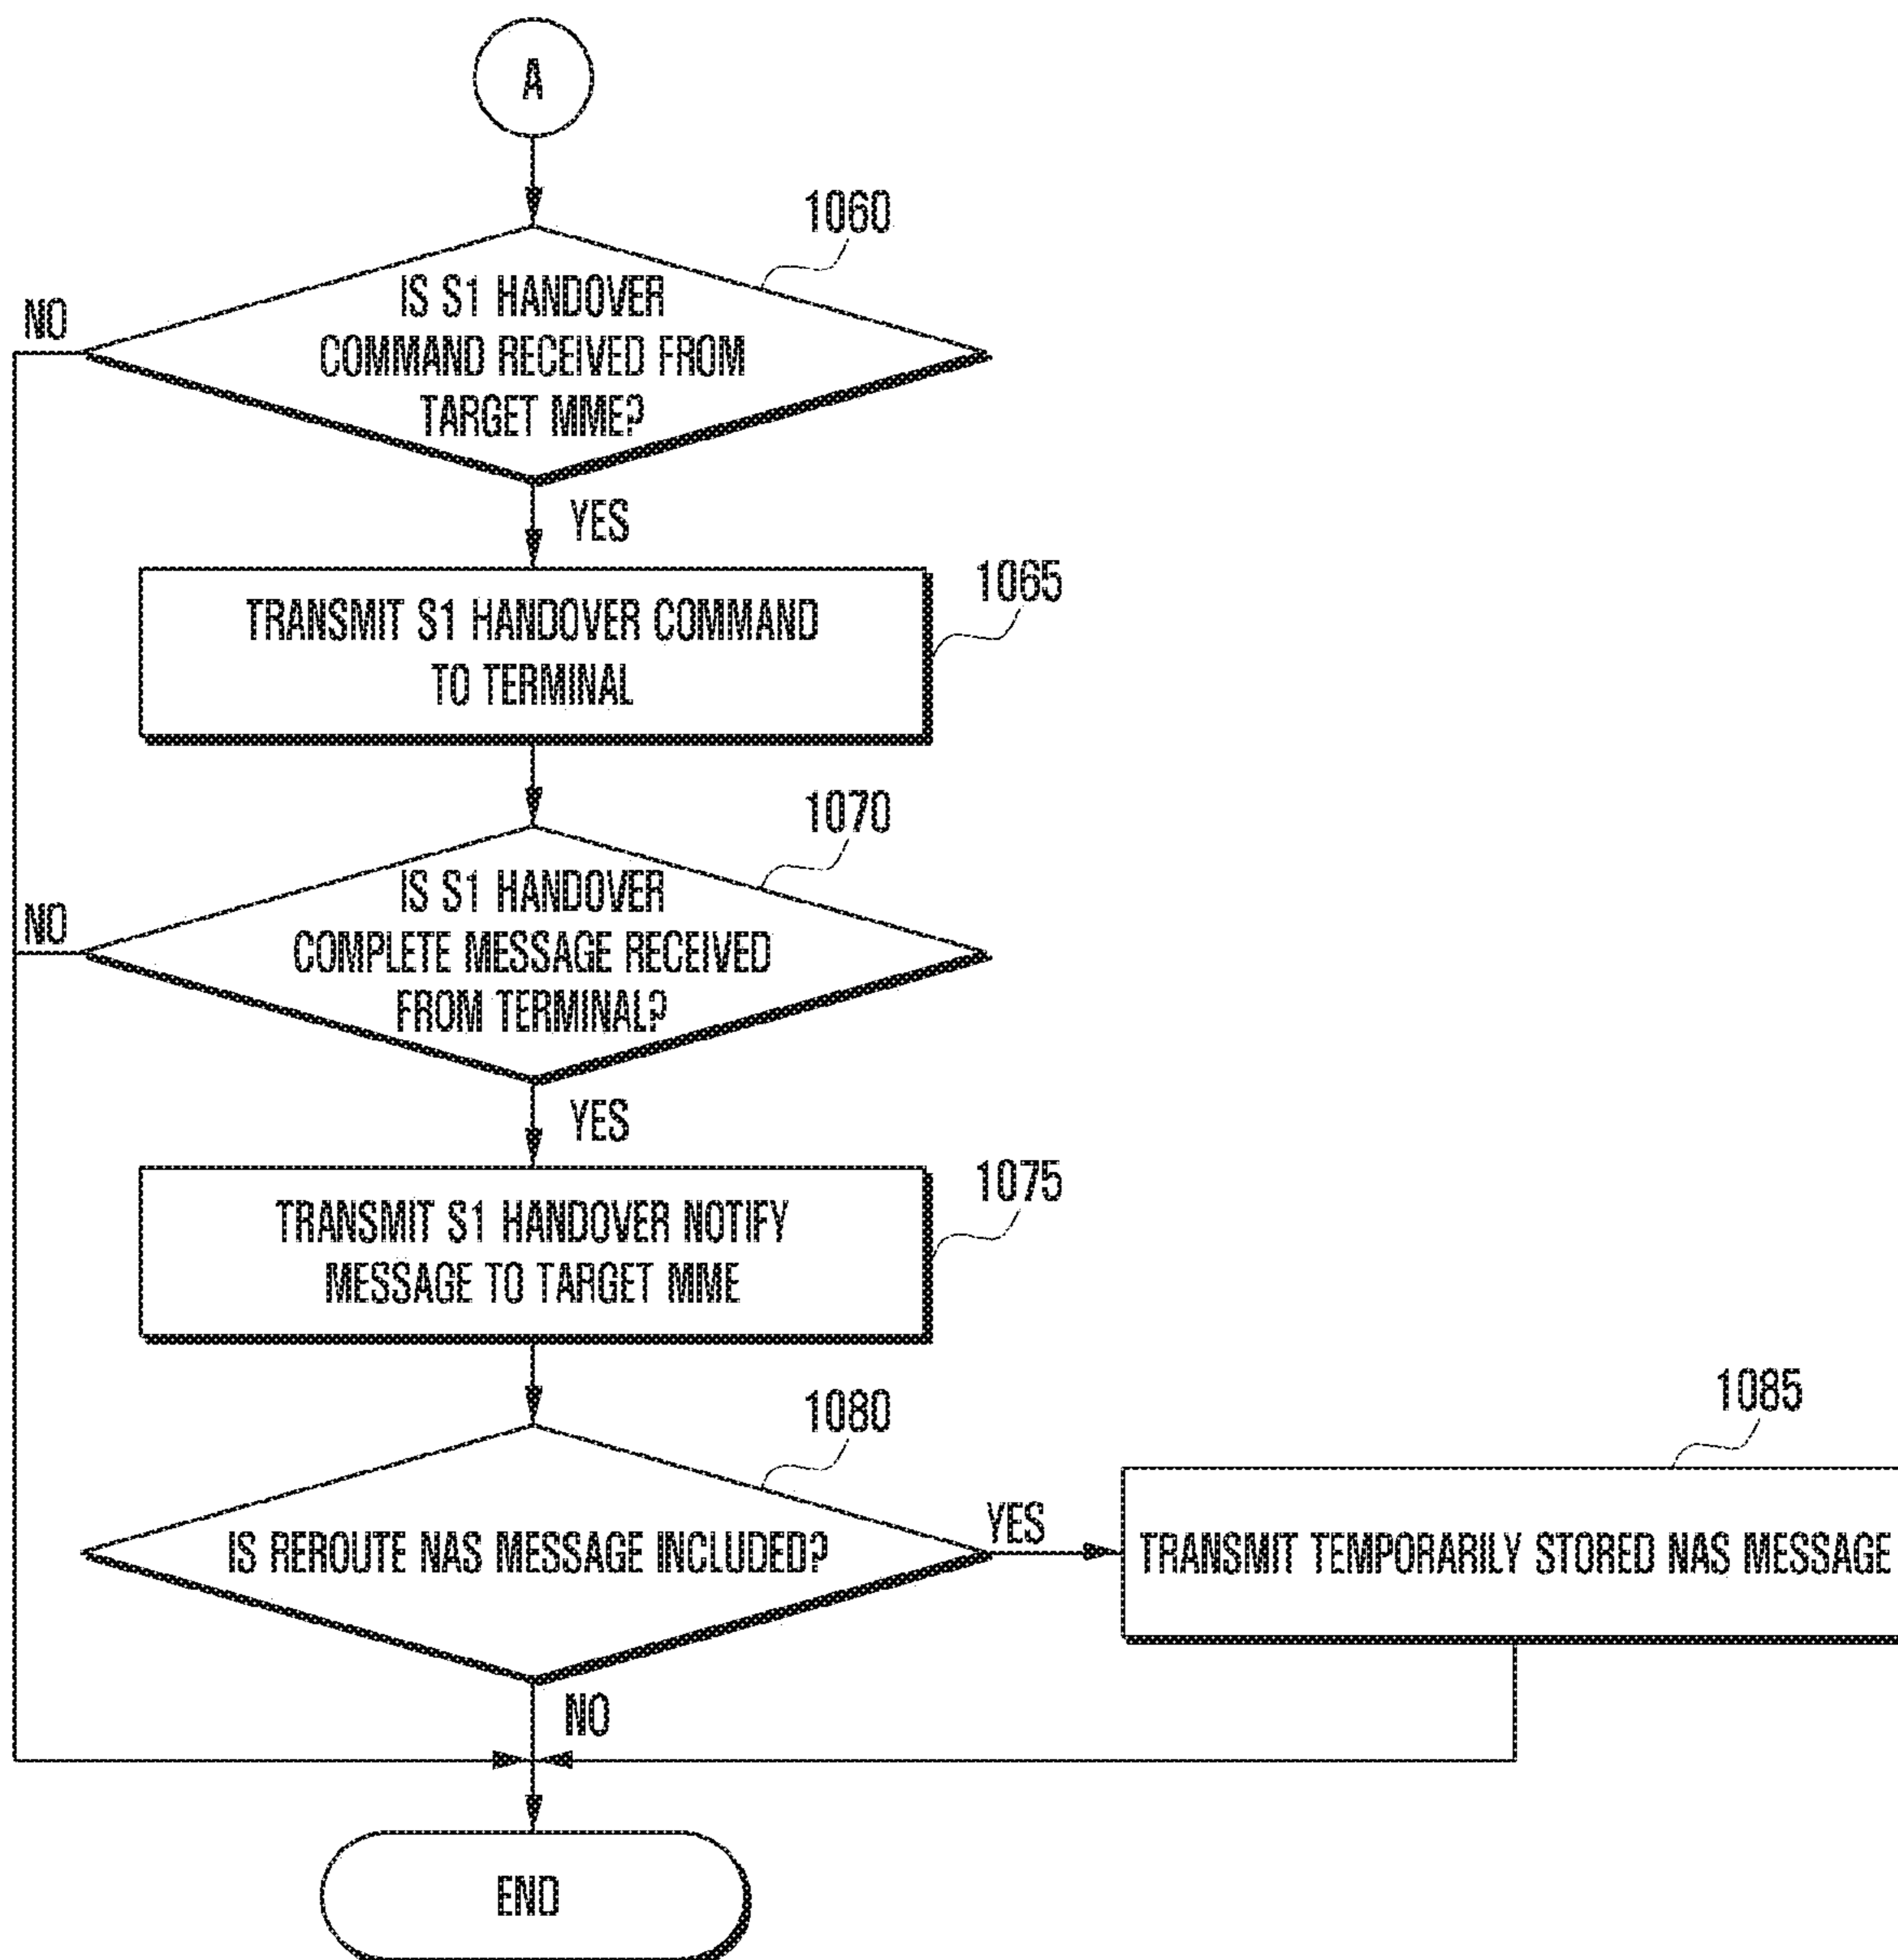 A
1060
IS S1 HANDOVER
COMMAND RECEIVED FROM
TARGET MME?
NO
YES
1065
TRANSMIT S1 HANDOVER COMMAND
TO TERMINAL
1070
IS S1 HANDOVER
COMPLETE MESSAGE RECEIVED
FROM TERMINAL?
NO
YES
1075
TRANSMIT S1 HANDOVER NOTIFY
MESSAGE TO TARGET MME
1080
IS REROUTE NAS MESSAGE INCLUDED?
YES
1085
TRANSMIT TEMPORARILY STORED NAS MESSAGE
NO
END